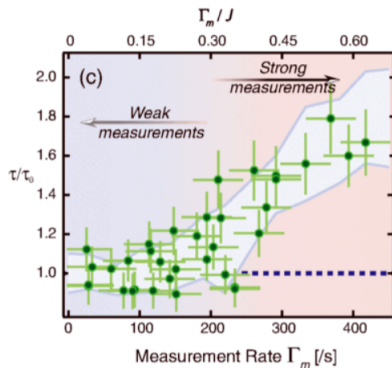 Γm/J
0 0.15 0.30 0.45 0.60
(c)
Strong
measurements
Weak
measurements
τ/τ0
2.0
1.8
1.6
1.4
1.2
1.0
0 100 200 300 400
Measurement Rate Γm [/s]